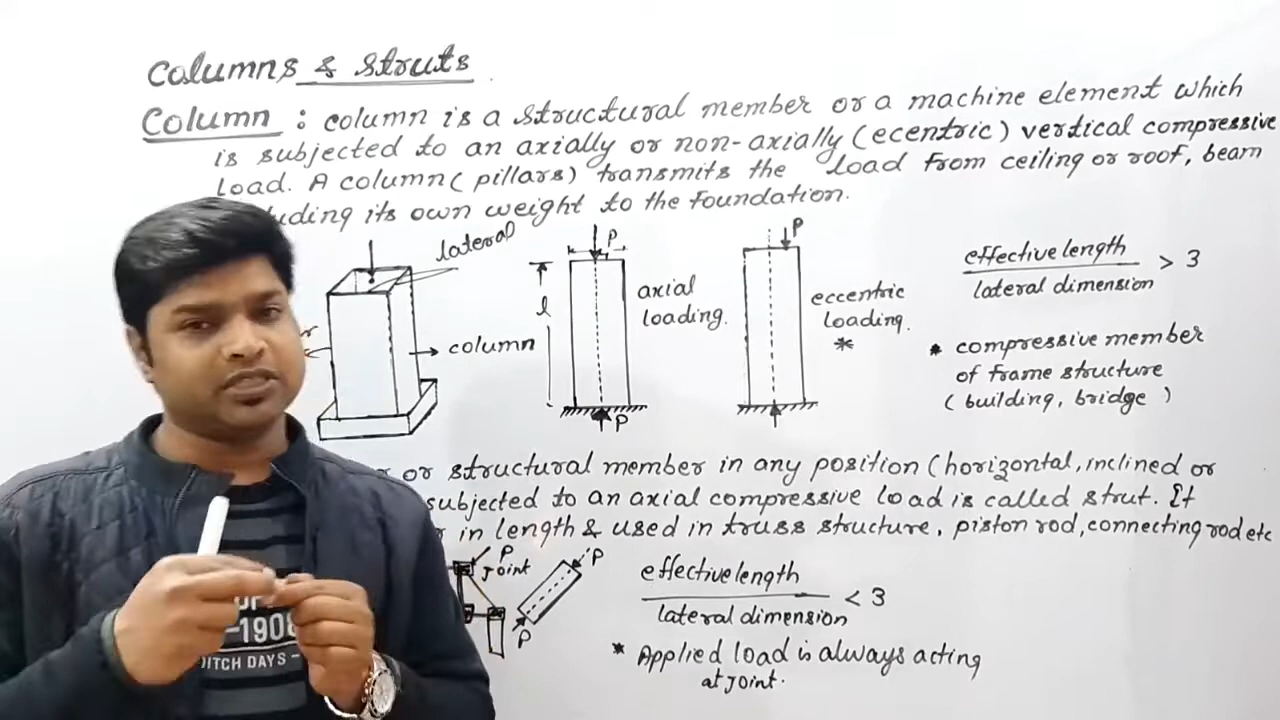 Columns & Struts
Column : column is a structural member or a machine element which
is subjected to an axially or non-axially (ecentric) vertical compressive
load. A column (pillars) transmits the load from ceiling or roof, beam
its own weight to the foundation.
lateral
column
P
l
axial
loading.
P
P
eccentric
loading.
*
effective length
lateral dimension
> 3
* compressive member
of frame structure
(building, bridge )
or structural member in any position (horizontal, inclined or
subjected to an axial compressive load is called strut. It
in length & used in truss structure, piston rod, connecting rod etc
P
Joint
P
P
effective length
lateral dimension
< 3
* Applied load is always acting
at joint.
1908
DITCH DAYS -